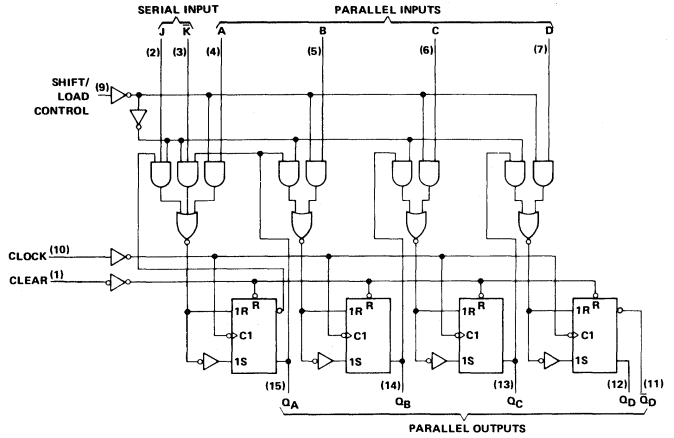 SERIAL INPUT
PARALLEL INPUTS
J K̅ A B C D
(2) (3) (4) (5) (6) (7)
SHIFT/
LOAD
CONTROL
(9)
CLOCK (10)
CLEAR (1)
R R R R
1R 1R 1R 1R
C1 C1 C1 C1
1S 1S 1S 1S
(15) (14) (13) (12) (11)
QA QB QC QD Q̅D
PARALLEL OUTPUTS